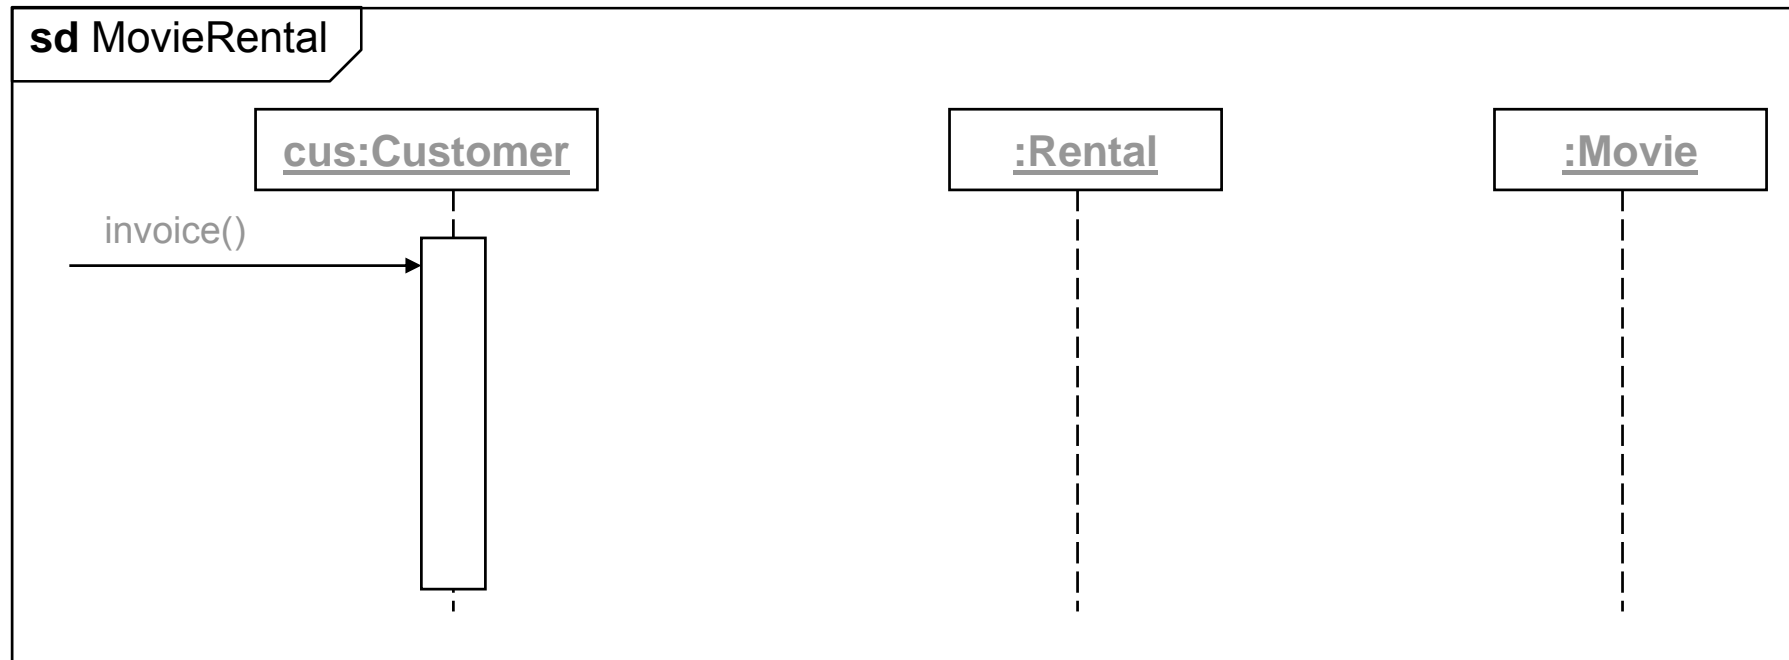 sd MovieRental
cus:Customer
:Rental
:Movie
invoice()